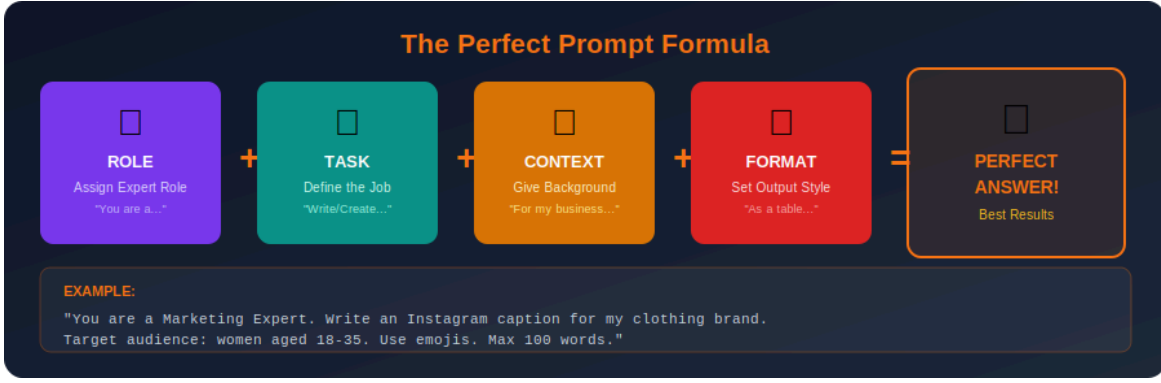 The Perfect Prompt Formula
ROLE
Assign Expert Role
"You are a..."
+
TASK
Define the Job
"Write/Create..."
+
CONTEXT
Give Background
"For my business..."
+
FORMAT
Set Output Style
"As a table..."
=
PERFECT
ANSWER!
Best Results
EXAMPLE:
"You are a Marketing Expert. Write an Instagram caption for my clothing brand.
Target audience: women aged 18-35. Use emojis. Max 100 words."